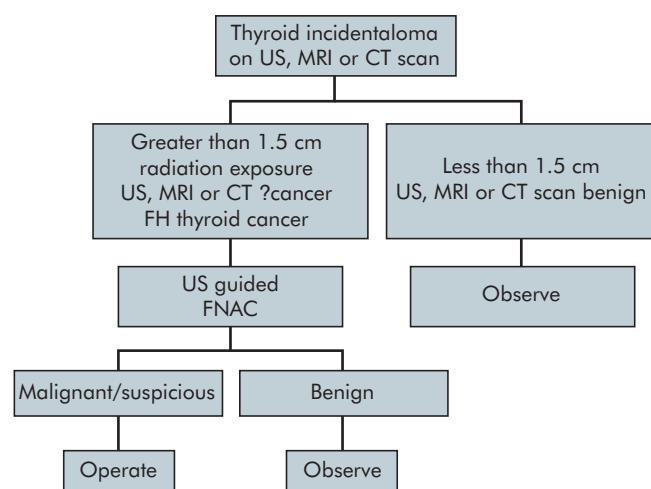 Thyroid incidentaloma
on US, MRI or CT scan
Greater than 1.5 cm
radiation exposure
US, MRI or CT ?cancer
FH thyroid cancer
Less than 1.5 cm
US, MRI or CT scan benign
US guided
FNAC
Observe
Malignant/suspicious
Benign
Operate
Observe